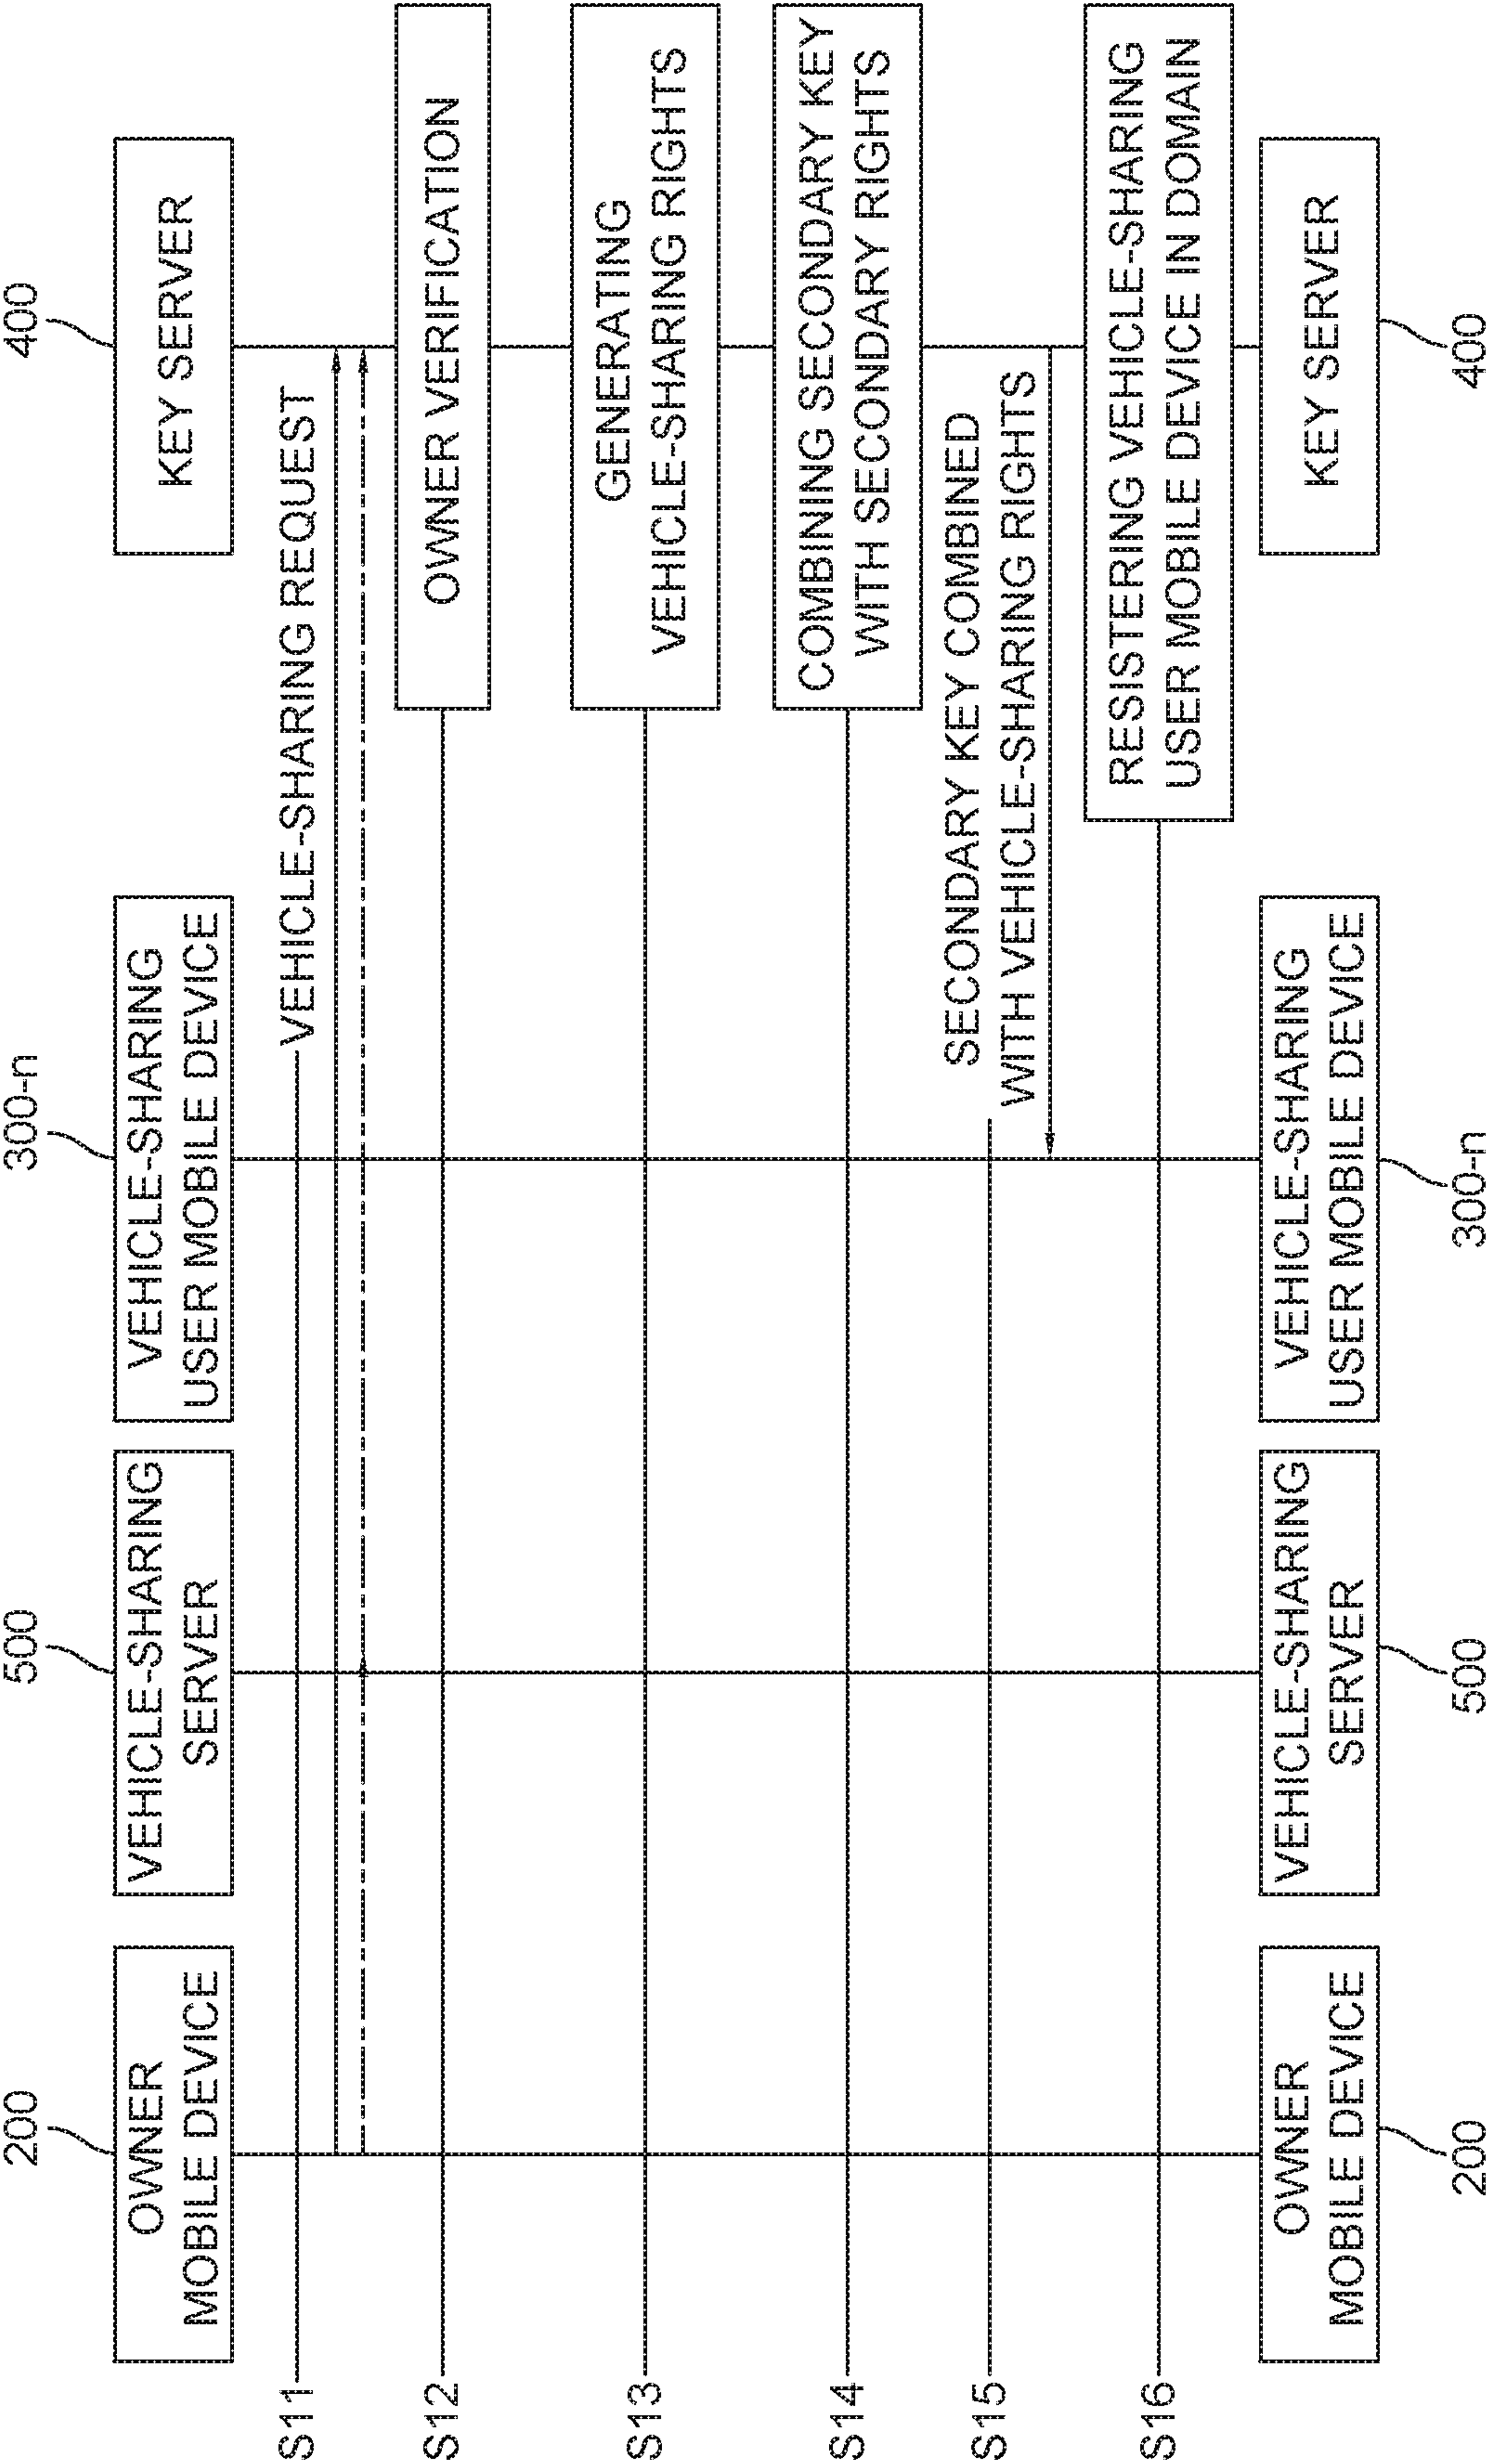 200
500
300-n
400
OWNER
MOBILE DEVICE
VEHICLE-SHARING
SERVER
VEHICLE-SHARING
USER MOBILE DEVICE
KEY SERVER
S11
VEHICLE-SHARING REQUEST
S12
OWNER VERIFICATION
S13
GENERATING
VEHICLE-SHARING RIGHTS
S14
COMBINING SECONDARY KEY
WITH SECONDARY RIGHTS
S15
SECONDARY KEY COMBINED
WITH VEHICLE-SHARING RIGHTS
S16
RESISTERING VEHICLE-SHARING
USER MOBILE DEVICE IN DOMAIN
OWNER
MOBILE DEVICE
VEHICLE-SHARING
SERVER
VEHICLE-SHARING
USER MOBILE DEVICE
KEY SERVER
200
500
300-n
400